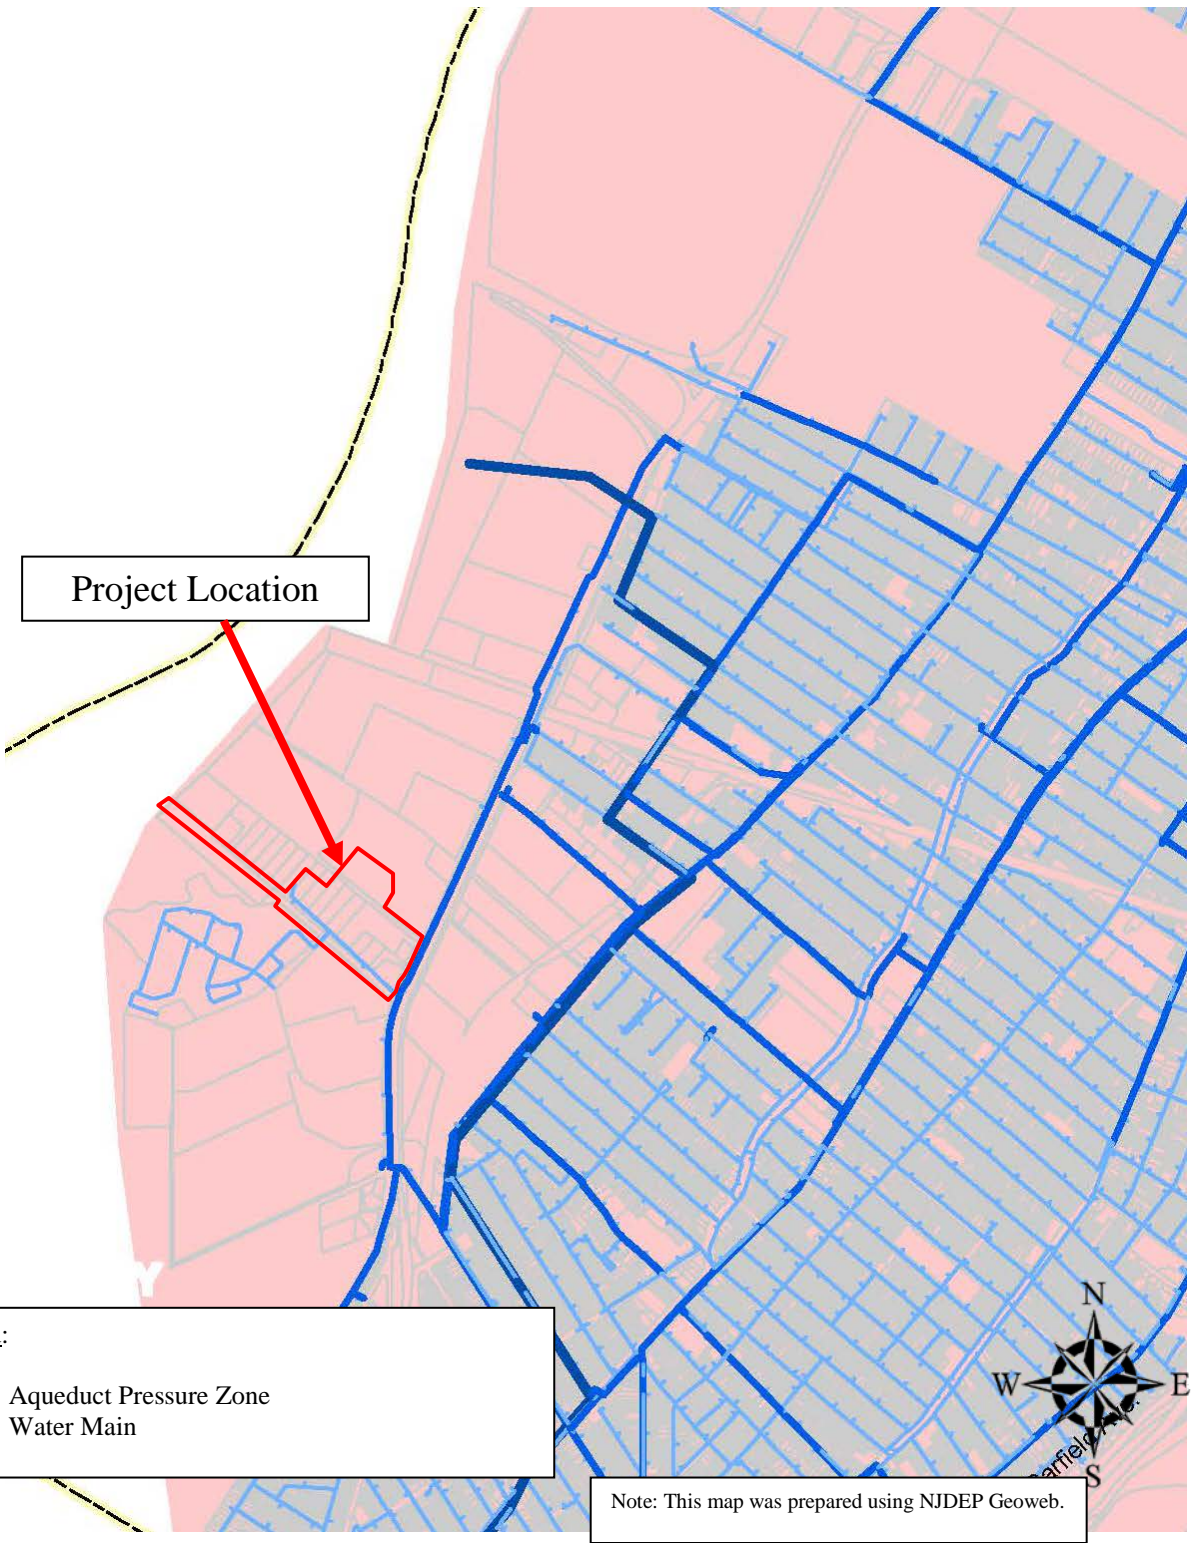 Project Location
Y
:
Aqueduct Pressure Zone
Water Main
N
W
E
S
Note: This map was prepared using NJDEP Geoweb.